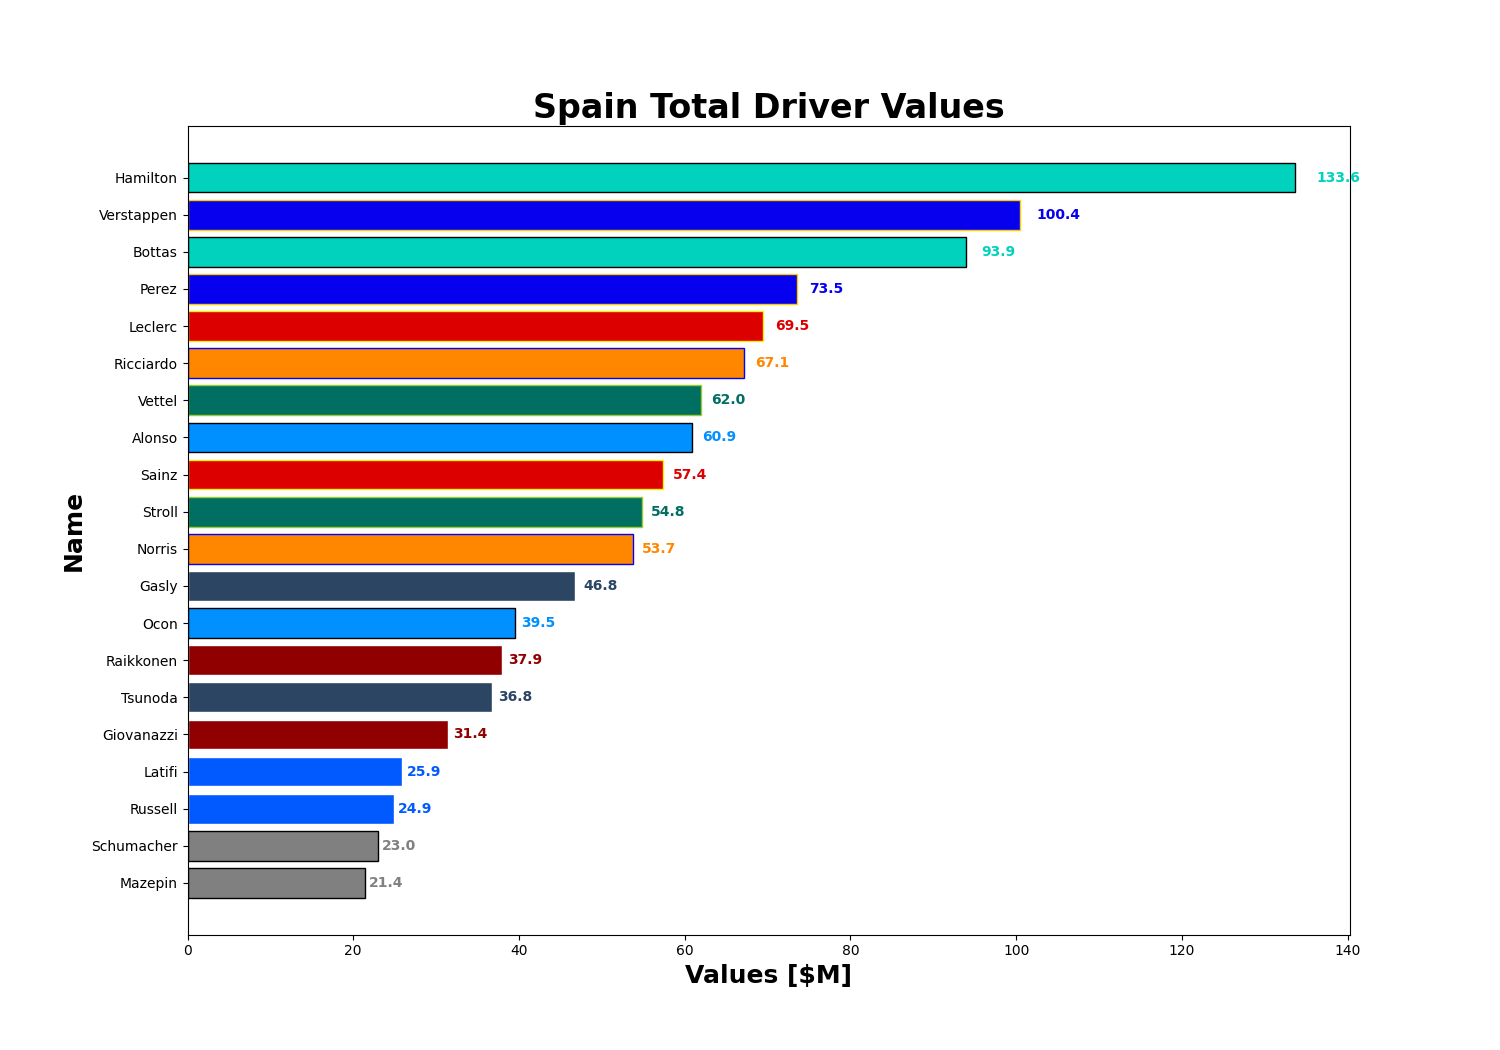 Spain Total Driver Values
Hamilton 133.6
Verstappen 100.4
Bottas 93.9
Perez 73.5
Leclerc 69.5
Ricciardo 67.1
Vettel 62.0
Alonso 60.9
Sainz 57.4
Stroll 54.8
Norris 53.7
Gasly 46.8
Ocon 39.5
Raikkonen 37.9
Tsunoda 36.8
Giovanazzi 31.4
Latifi 25.9
Russell 24.9
Schumacher 23.0
Mazepin 21.4
Name
0 20 40 60 80 100 120 140
Values [$M]